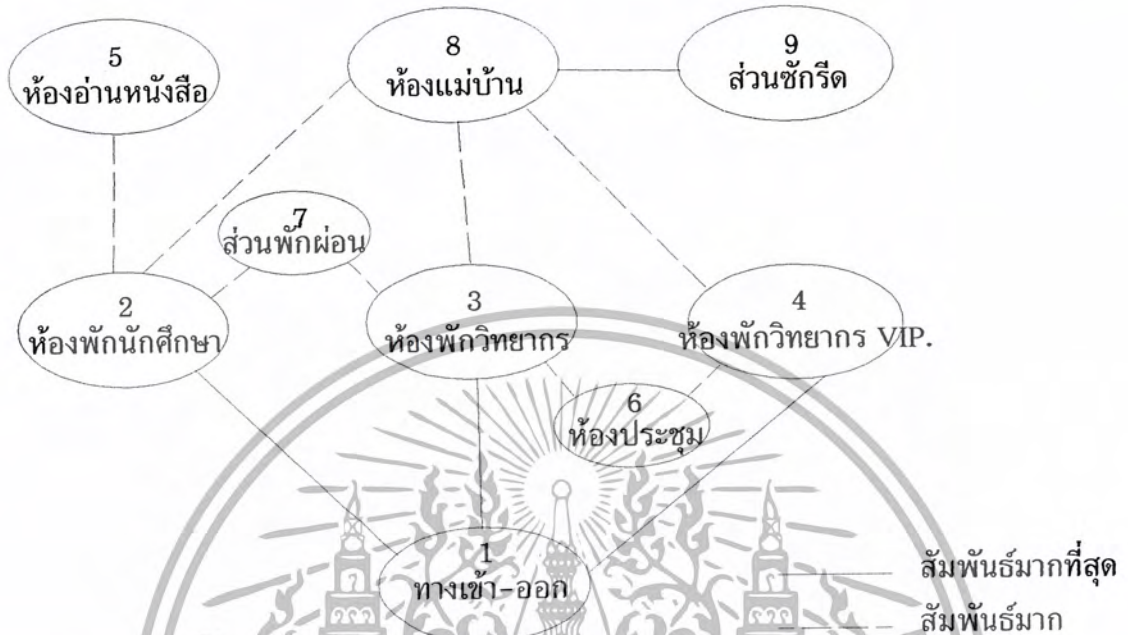 5
ห้องอ่านหนังสือ
8
ห้องแม่บ้าน
9
ส่วนซักรีด
7
ส่วนพักผ่อน
2
ห้องพักนักศึกษา
3
ห้องพักวิทยากร
4
ห้องพักวิทยากร VIP.
6
ห้องประชุม
1
ทางเข้า-ออก
สัมพันธ์มากที่สุด
สัมพันธ์มาก